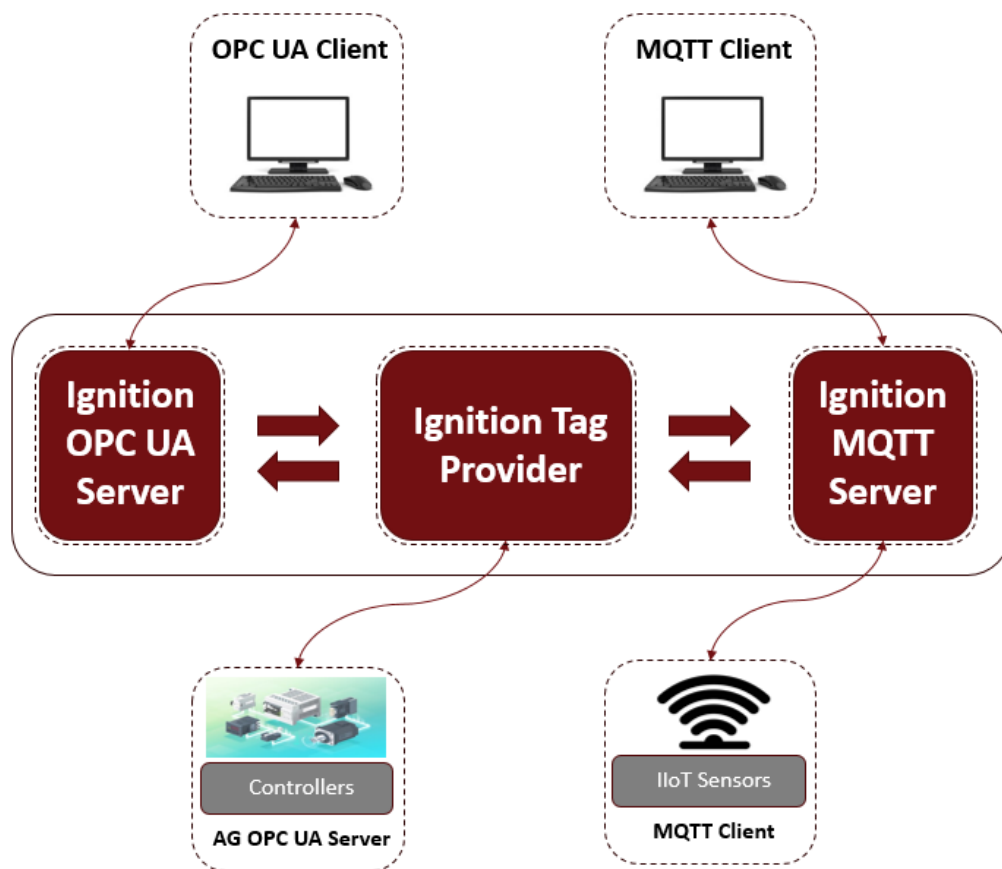 OPC UA Client
MQTT Client
Ignition
OPC UA
Server
Ignition Tag
Provider
Ignition
MQTT
Server
Controllers
AG OPC UA Server
IIoT Sensors
MQTT Client